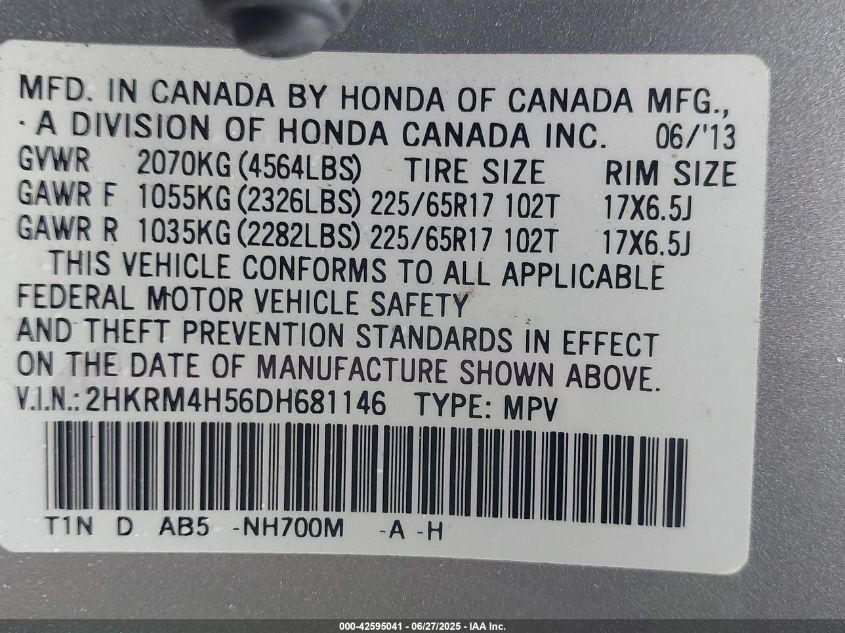 MFD. IN CANADA BY HONDA OF CANADA MFG.,
· A DIVISION OF HONDA CANADA INC. 06/'13
GVWR 2070KG (4564LBS) TIRE SIZE RIM SIZE
GAWR F 1055KG (2326LBS) 225/65R17 102T 17X6.5J
GAWR R 1035KG (2282LBS) 225/65R17 102T 17X6.5J
THIS VEHICLE CONFORMS TO ALL APPLICABLE
FEDERAL MOTOR VEHICLE SAFETY
AND THEFT PREVENTION STANDARDS IN EFFECT
ON THE DATE OF MANUFACTURE SHOWN ABOVE.
V.I.N.: 2HKRM4H56DH681146 TYPE: MPV
T1N D AB5 -NH700M -A -H
000-42595041 - 06/27/2025 - IAA Inc.